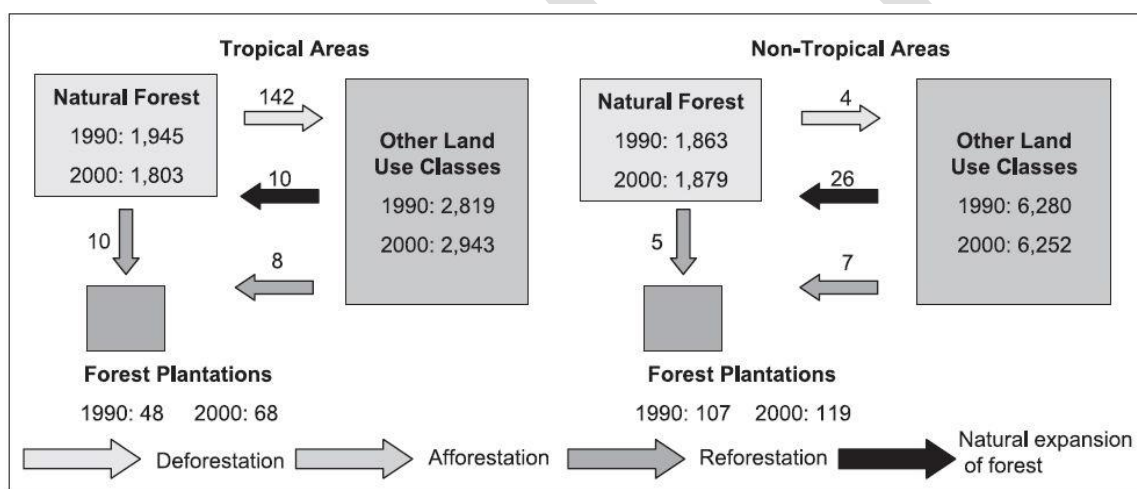 Tropical Areas
Natural Forest
1990: 1,945
2000: 1,803
142
10
Other Land
Use Classes
1990: 2,819
2000: 2,943
10
8
Forest Plantations
1990: 48 2000: 68
Non-Tropical Areas
Natural Forest
1990: 1,863
2000: 1,879
4
26
Other Land
Use Classes
1990: 6,280
2000: 6,252
5
7
Forest Plantations
1990: 107 2000: 119
Deforestation
Afforestation
Reforestation
Natural expansion
of forest